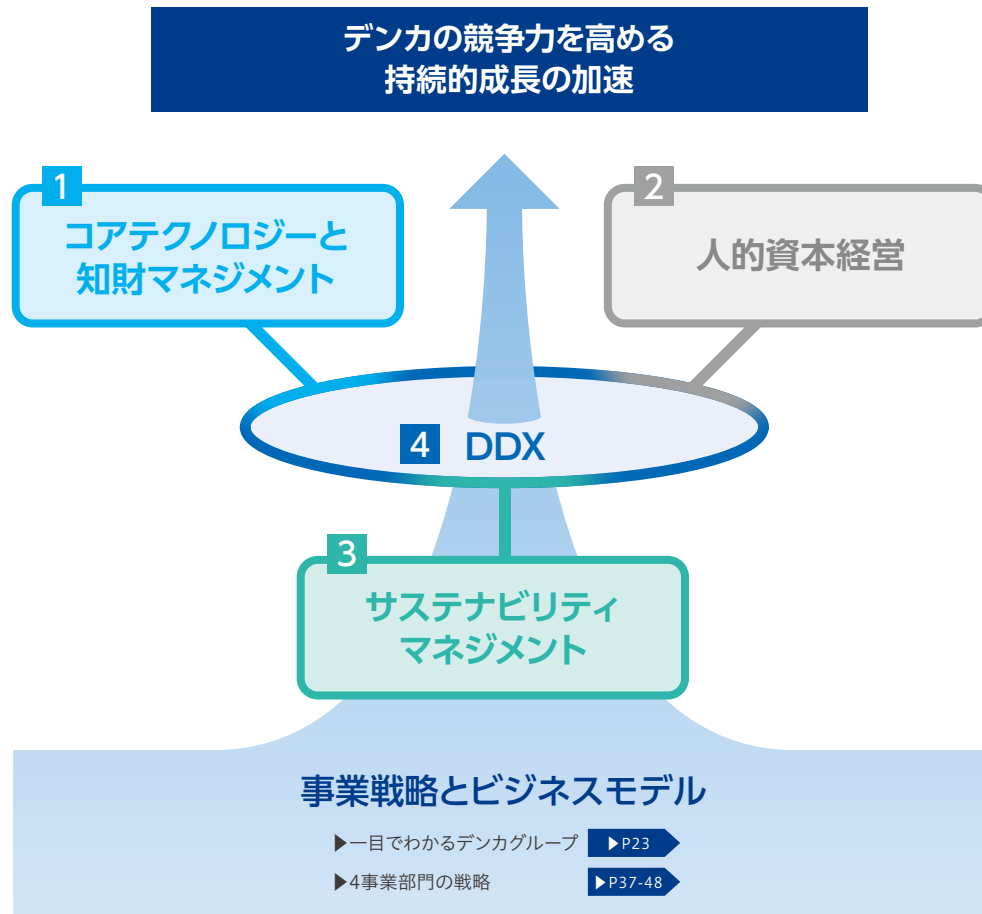 デンカの競争力を高める
持続的成長の加速
1
コアテクノロジーと
知財マネジメント
2
人的資本経営
4 DDX
3
サステナビリティ
マネジメント
事業戦略とビジネスモデル
▶一目でわかるデンカグループ ▶P23
▶4事業部門の戦略 ▶P37-48